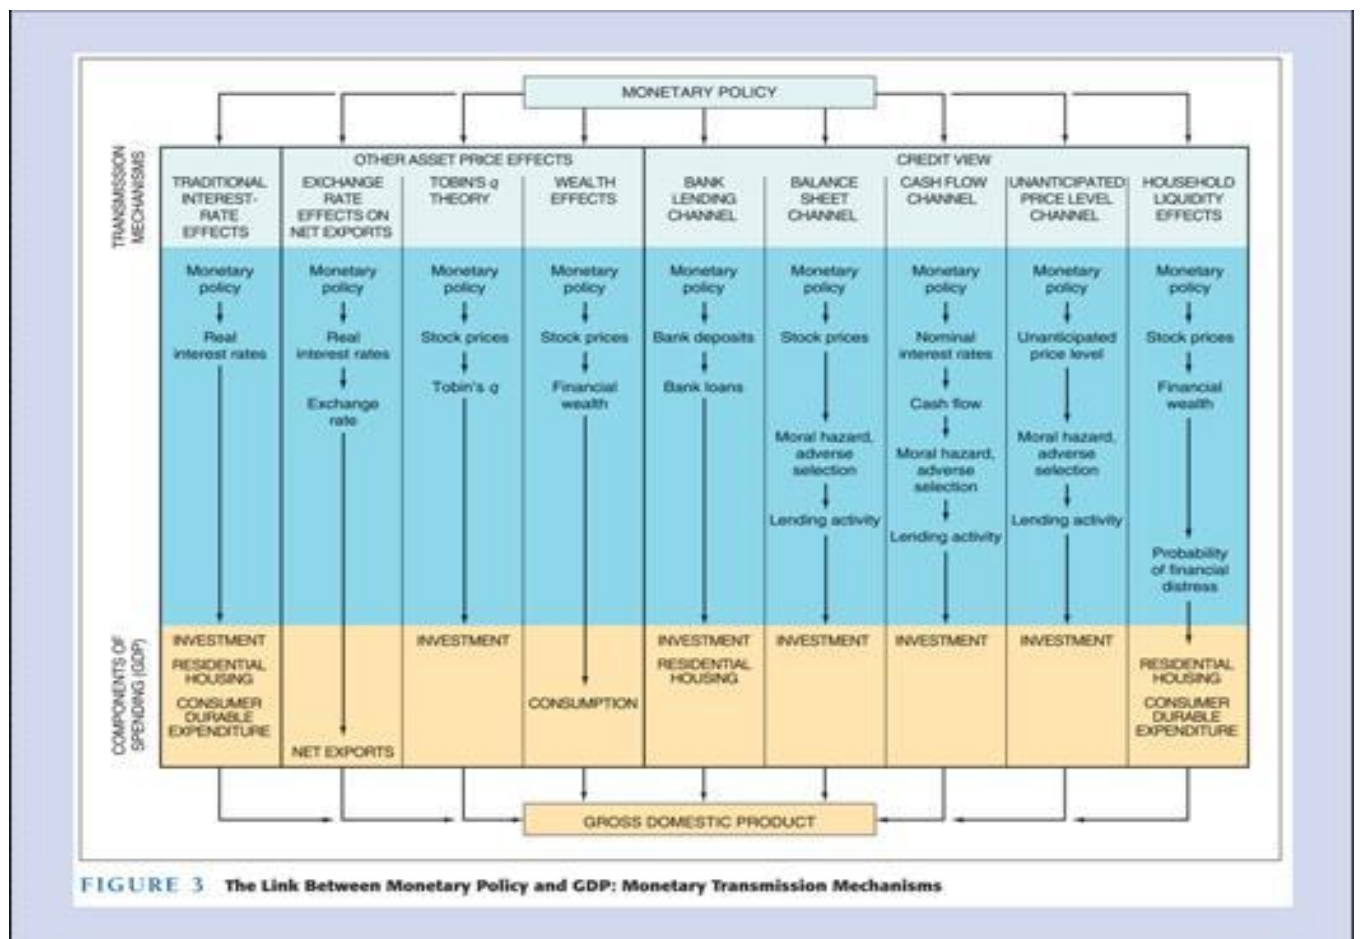 MONETARY POLICY
TRANSMISSION
MECHANISMS
OTHER ASSET PRICE EFFECTS
CREDIT VIEW
TRADITIONAL
INTEREST-
RATE
EFFECTS
EXCHANGE
RATE
EFFECTS ON
NET EXPORTS
TOBIN'S q
THEORY
WEALTH
EFFECTS
BANK
LENDING
CHANNEL
BALANCE
SHEET
CHANNEL
CASH FLOW
CHANNEL
UNANTICIPATED
PRICE LEVEL
CHANNEL
HOUSEHOLD
LIQUIDITY
EFFECTS
Monetary
policy
Real
interest rates
Monetary
policy
Real
interest rates
Exchange
rate
Monetary
policy
Stock prices
Tobin's q
Monetary
policy
Stock prices
Financial
wealth
Monetary
policy
Bank deposits
Bank loans
Monetary
policy
Stock prices
Moral hazard,
adverse
selection
Lending activity
Monetary
policy
Nominal
interest rates
Cash flow
Moral hazard,
adverse
selection
Lending activity
Monetary
policy
Unanticipated
price level
Moral hazard,
adverse
selection
Lending activity
Monetary
policy
Stock prices
Financial
wealth
Probability
of financial
distress
COMPONENTS OF
SPENDING (GDP)
INVESTMENT
RESIDENTIAL
HOUSING
CONSUMER
DURABLE
EXPENDITURE
NET EXPORTS
INVESTMENT
CONSUMPTION
INVESTMENT
RESIDENTIAL
HOUSING
INVESTMENT
INVESTMENT
INVESTMENT
RESIDENTIAL
HOUSING
CONSUMER
DURABLE
EXPENDITURE
GROSS DOMESTIC PRODUCT
FIGURE 3 The Link Between Monetary Policy and GDP: Monetary Transmission Mechanisms